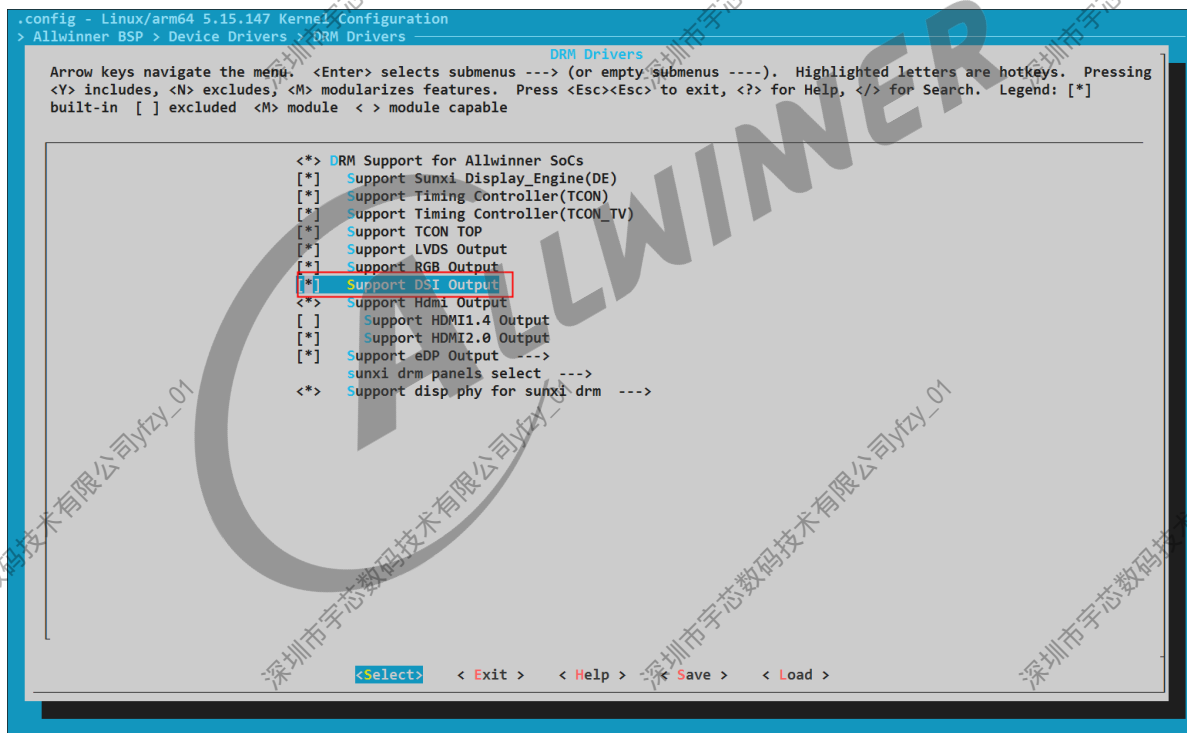 .config - Linux/arm64 5.15.147 Kernel Configuration
> Allwinner BSP > Device Drivers > DRM Drivers
DRM Drivers
Arrow keys navigate the menu.  <Enter> selects submenus ---> (or empty submenus ----).  Highlighted letters are hotkeys.  Pressing
<Y> includes, <N> excludes, <M> modularizes features.  Press <Esc><Esc> to exit, <?> for Help, </> for Search.  Legend: [*]
built-in  [ ] excluded  <M> module  < > module capable
<*> DRM Support for Allwinner SoCs
[*]   Support Sunxi Display_Engine(DE)
[*]   Support Timing Controller(TCON)
[*]   Support Timing Controller(TCON_TV)
[*]   Support TCON TOP
[*]   Support LVDS Output
[*]   Support RGB Output
[*]   Support DSI Output
<*>   Support Hdmi Output
[ ]     Support HDMI1.4 Output
[*]     Support HDMI2.0 Output
[*]   Support eDP Output  --->
sunxi drm panels select  --->
<*>   Support disp phy for sunxi drm  --->
<Select>    < Exit >    < Help >    < Save >    < Load >
ALLWINNER
深圳市宇芯数码技术有限公司yfzy_01
深圳市宇芯数码技术有限公司yfzy_01
深圳市宇芯数码技术有限公司yfzy_01